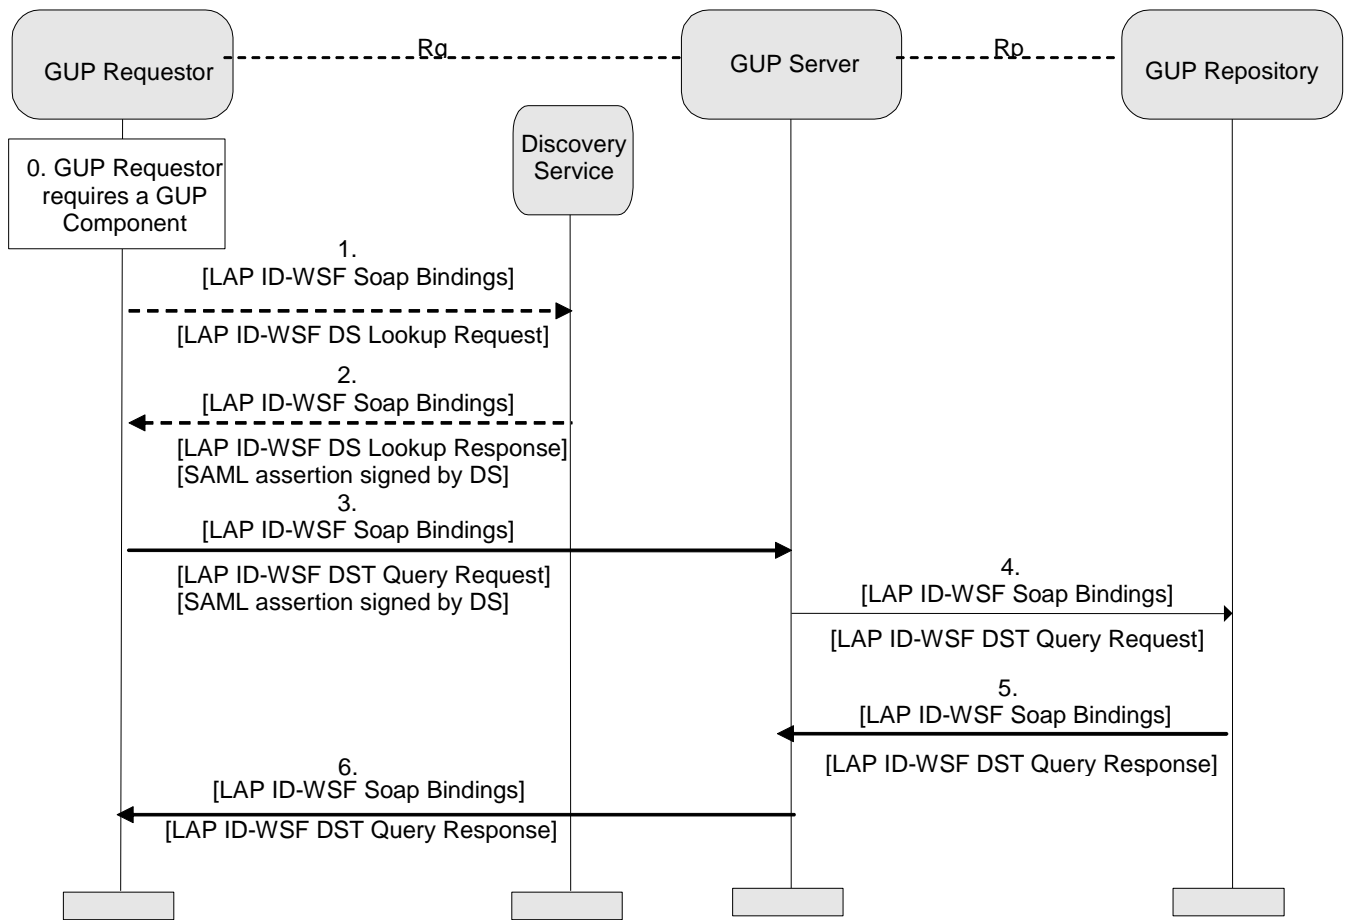 GUP Requestor
Rg
GUP Server
Rp
GUP Repository
Discovery
Service
0. GUP Requestor
requires a GUP
Component
1.
[LAP ID-WSF Soap Bindings]
[LAP ID-WSF DS Lookup Request]
2.
[LAP ID-WSF Soap Bindings]
[LAP ID-WSF DS Lookup Response]
[SAML assertion signed by DS]
3.
[LAP ID-WSF Soap Bindings]
[LAP ID-WSF DST Query Request]
[SAML assertion signed by DS]
4.
[LAP ID-WSF Soap Bindings]
[LAP ID-WSF DST Query Request]
5.
[LAP ID-WSF Soap Bindings]
[LAP ID-WSF DST Query Response]
6.
[LAP ID-WSF Soap Bindings]
[LAP ID-WSF DST Query Response]